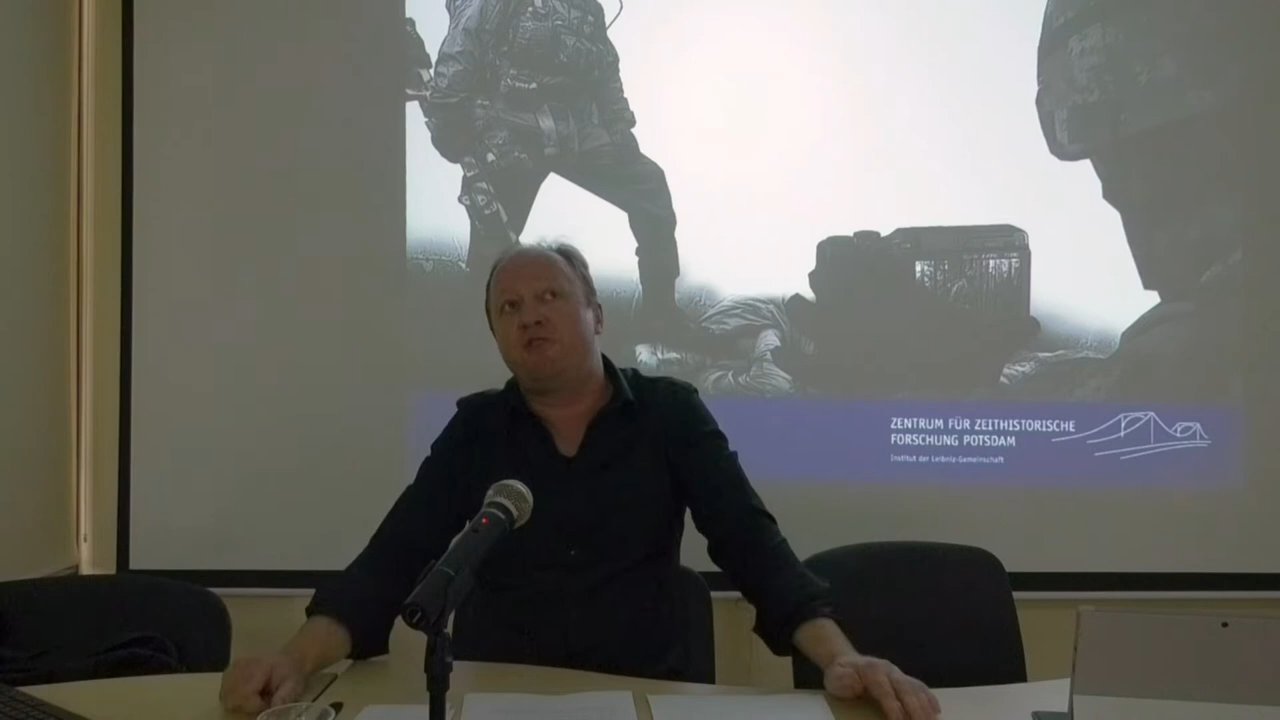 ZENTRUM FÜR ZEITHISTORISCHE
FORSCHUNG POTSDAM
Institut der Leibniz-Gemeinschaft